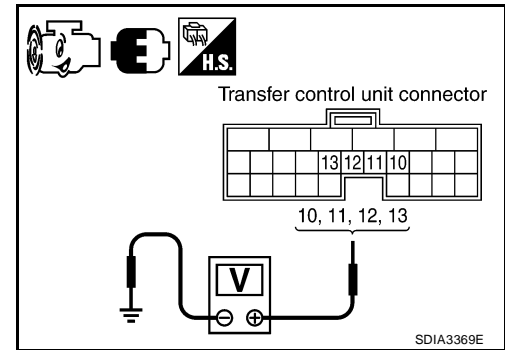 H.S.
Transfer control unit connector
13 12 11 10
10, 11, 12, 13
V
− +
SDIA3369E